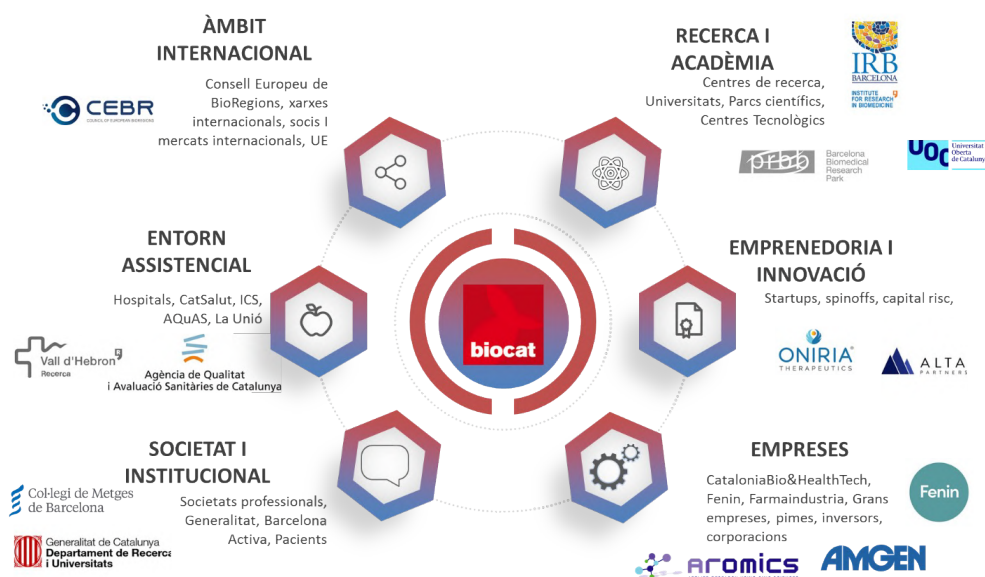 ÀMBIT
INTERNACIONAL
Consell Europeu de
BioRegions, xarxes
internacionals, socis I
mercats internacionals, UE
CEBR
COUNCIL OF EUROPEAN BIOREGIONS
RECERCA I
ACADÈMIA
Centres de recerca,
Universitats, Parcs científics,
Centres Tecnològics
IRB
BARCELONA
INSTITUTE
FOR RESEARCH
IN BIOMEDICINE
prbb
Barcelona
Biomedical
Research
Park
UOC
Universitat
Oberta
de Cataluny
ENTORN
ASSISTENCIAL
Hospitals, CatSalut, ICS,
AQuAS, La Unió
Vall d'Hebron
Recerca
Agència de Qualitat
i Avaluació Sanitàries de Catalunya
biocat
EMPRENEDORIA I
INNOVACIÓ
Startups, spinoffs, capital risc,
ONIRIA
THERAPEUTICS
ALTA
PARTNERS
SOCIETAT I
INSTITUCIONAL
Societats professionals,
Generalitat, Barcelona
Activa, Pacients
Col·legi de Metges
de Barcelona
Generalitat de Catalunya
Departament de Recerca
i Universitats
EMPRESES
CataloniaBio&HealthTech,
Fenin, Farmaindustria, Grans
empreses, pimes, inversors,
corporacions
Fenin
aromics
AMGEN